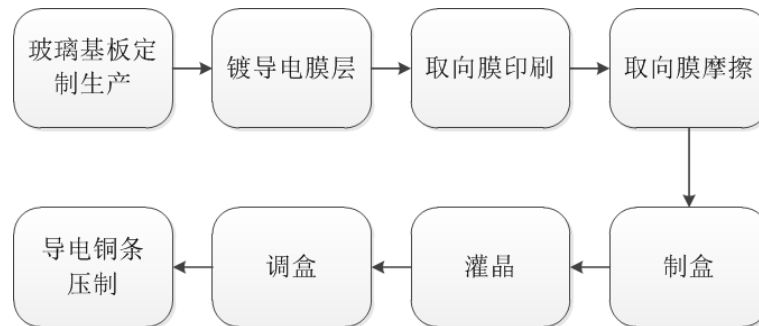 玻璃基板定
制生产
镀导电膜层
取向膜印刷
取向膜摩擦
制盒
灌晶
调盒
导电铜条
压制